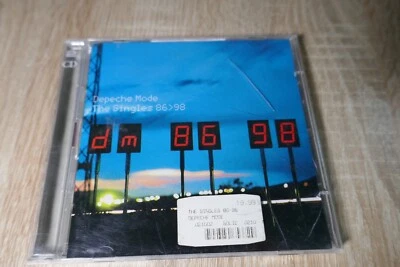 Depeche Mode
The Singles 86>98
dm 86 98
THE SINGLES 86-98
DEPECHE MODE